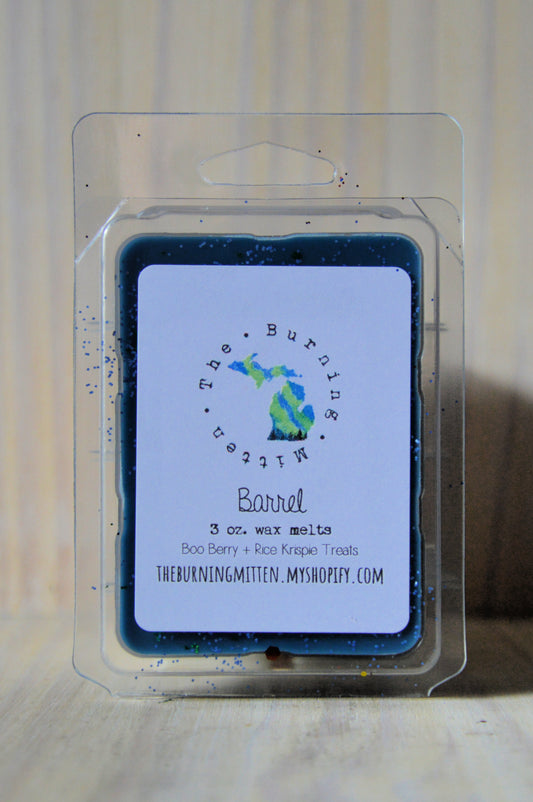 The • Burning • Mitten •
Barrel
3 oz. wax melts
Boo Berry + Rice Krispie Treats
THEBURNINGMITTEN.MYSHOPIFY.COM